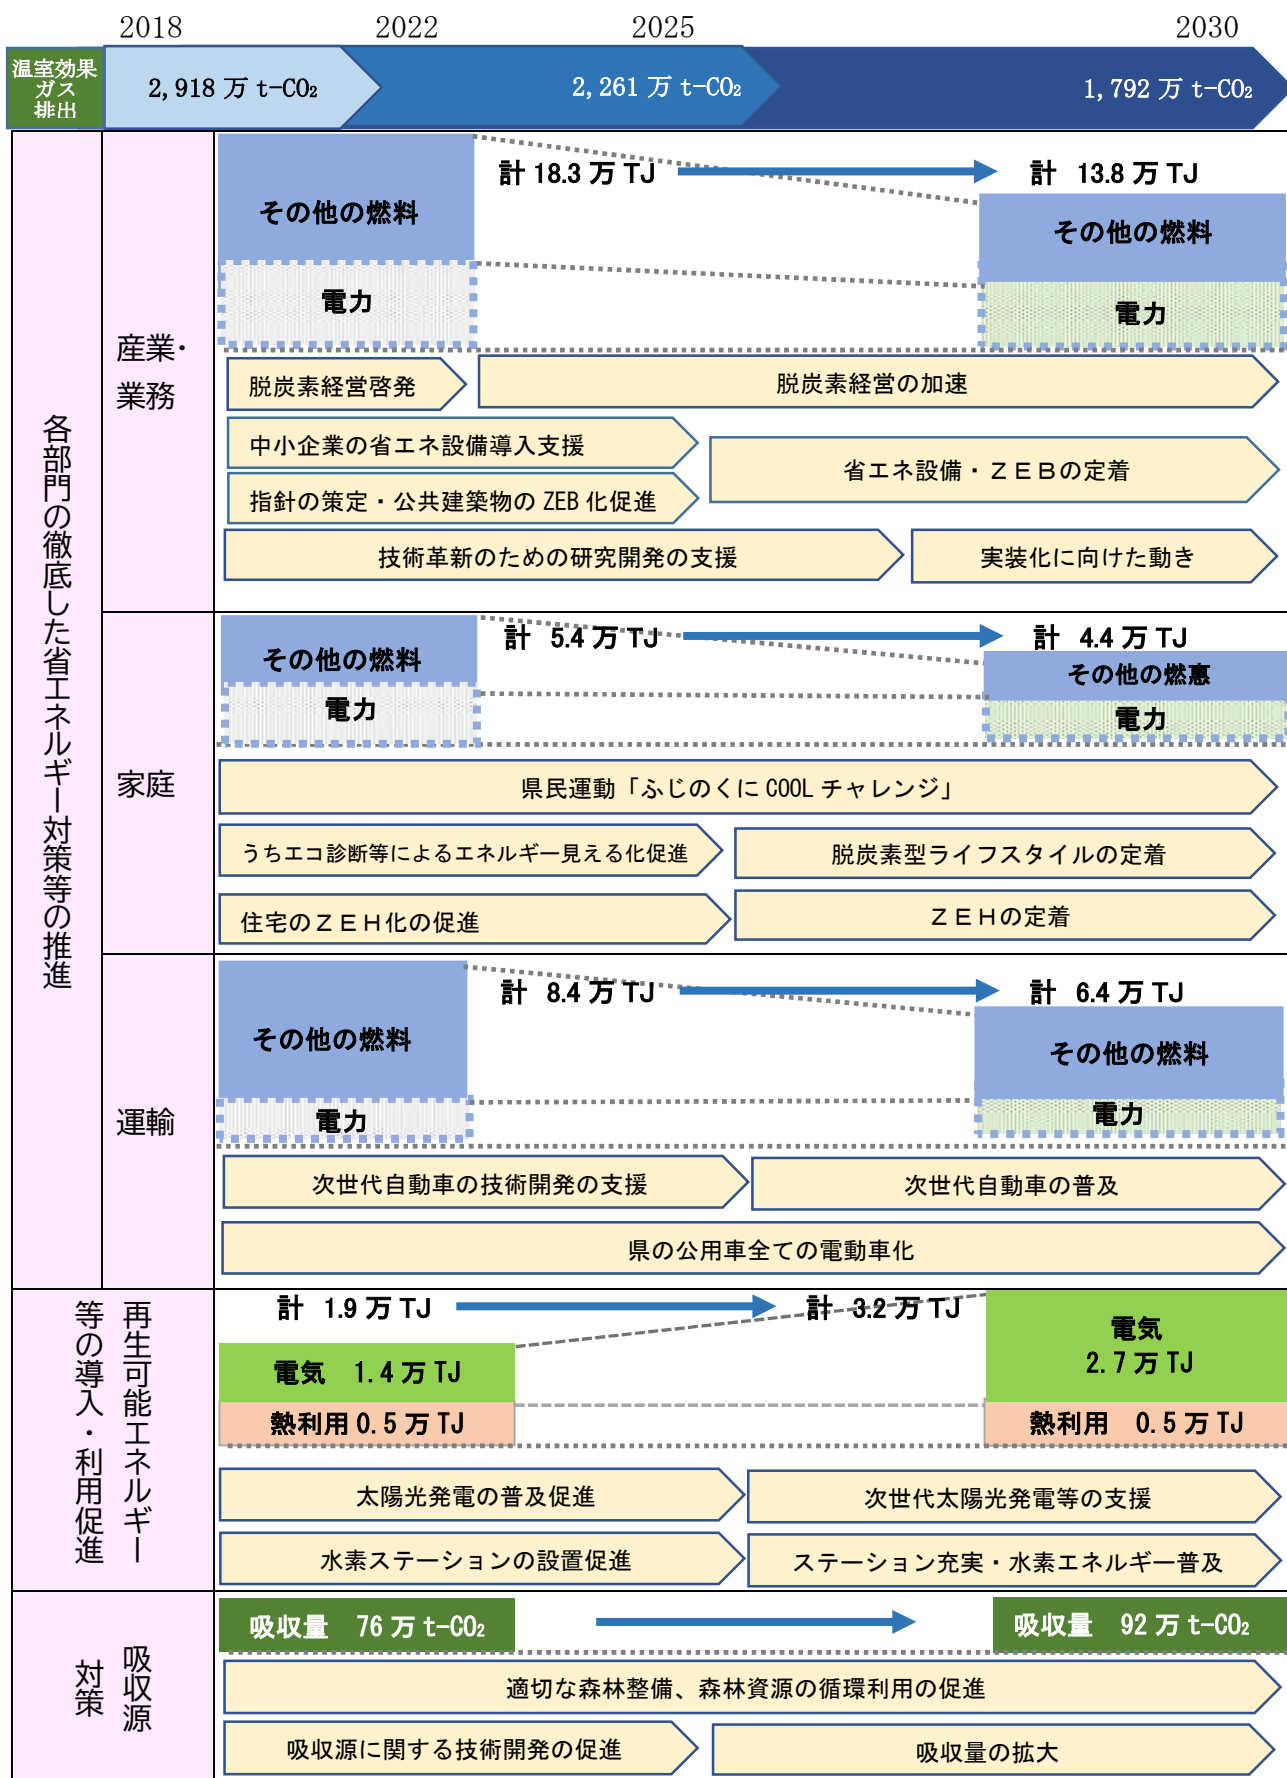 2018
2022
2025
2030
温室効果
ガス
排出
2,918 万 t-CO₂
2,261 万 t-CO₂
1,792 万 t-CO₂
各部門の徹底した省エネルギー対策等の推進
産業・
業務
その他の燃料
電力
計 18.3 万 TJ
計 13.8 万 TJ
その他の燃料
電力
脱炭素経営啓発
脱炭素経営の加速
中小企業の省エネ設備導入支援
指針の策定・公共建築物の ZEB 化促進
省エネ設備・ＺＥＢの定着
技術革新のための研究開発の支援
実装化に向けた動き
家庭
その他の燃料
電力
計 5.4 万 TJ
計 4.4 万 TJ
その他の燃恵
電力
県民運動「ふじのくに COOL チャレンジ」
うちエコ診断等によるエネルギー見える化促進
脱炭素型ライフスタイルの定着
住宅のＺＥＨ化の促進
ＺＥＨの定着
運輸
その他の燃料
電力
計 8.4 万 TJ
計 6.4 万 TJ
その他の燃料
電力
次世代自動車の技術開発の支援
次世代自動車の普及
県の公用車全ての電動車化
再生可能エネルギー
等の導入・利用促進
計 1.9 万 TJ
計 3.2 万 TJ
電気 1.4 万 TJ
熱利用 0.5 万 TJ
電気
2.7 万 TJ
熱利用 0.5 万 TJ
太陽光発電の普及促進
次世代太陽光発電等の支援
水素ステーションの設置促進
ステーション充実・水素エネルギー普及
吸収源
対策
吸収量 76 万 t-CO₂
吸収量 92 万 t-CO₂
適切な森林整備、森林資源の循環利用の促進
吸収源に関する技術開発の促進
吸収量の拡大